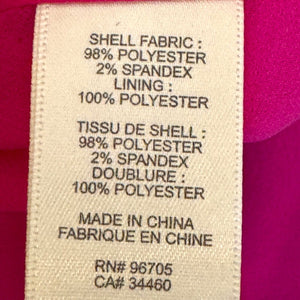 SHELL FABRIC :
98% POLYESTER
2% SPANDEX
LINING :
100% POLYESTER
TISSU DE SHELL :
98% POLYESTER
2% SPANDEX
DOUBLURE :
100% POLYESTER
MADE IN CHINA
FABRIQUE EN CHINE
RN# 96705
CA# 34460